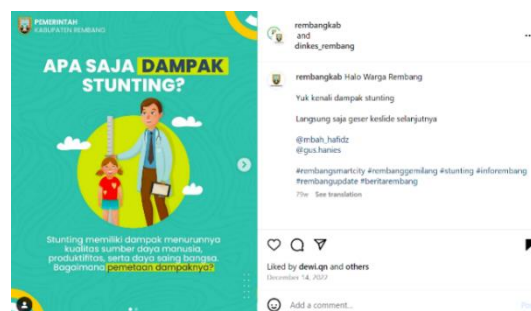 PEMERINTAH
KABUPATEN REMBANG
APA SAJA DAMPAK
STUNTING?
Stunting memiliki dampak menurunnya
kualitas sumber daya manusia,
produktifitas, serta daya saing bangsa.
Bagaimana pemetaan dampaknya?
rembangkab
and
dinkes_rembang
rembangkab Halo Warga Rembang
Yuk kenali dampak stunting
Langsung saja geser keslide selanjutnya
@mbah_hafidz
@gus.hanies
#rembangsmartcity #rembanggemilang #stunting #inforembang
#rembangupdate #beritarembang
79w See translation
Liked by dewi.qn and others
December 14, 2022
Add a comment...